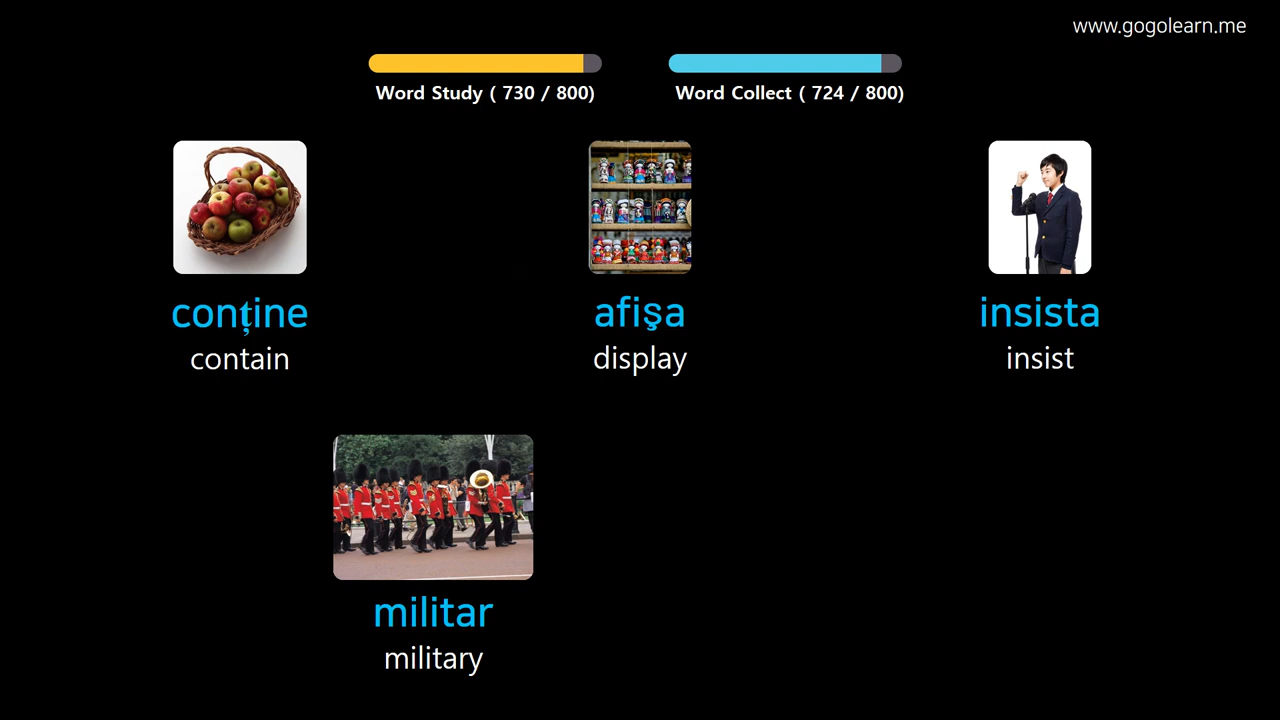 www.gogolearn.me
Word Study ( 730 / 800)
Word Collect ( 724 / 800)
conține
contain
afişa
display
insista
insist
militar
military